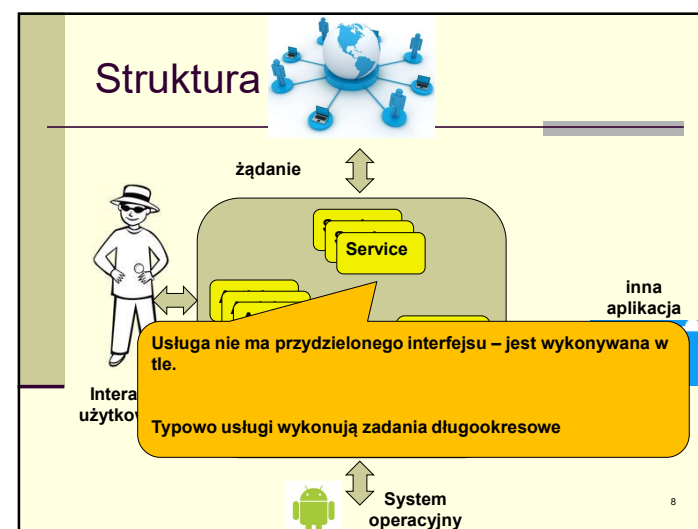 Struktura
żądanie
Service
inna
aplikacja
Usługa nie ma przydzielonego interfejsu – jest wykonywana w
tle.
Typowo usługi wykonują zadania długookresowe
System
operacyjny
8